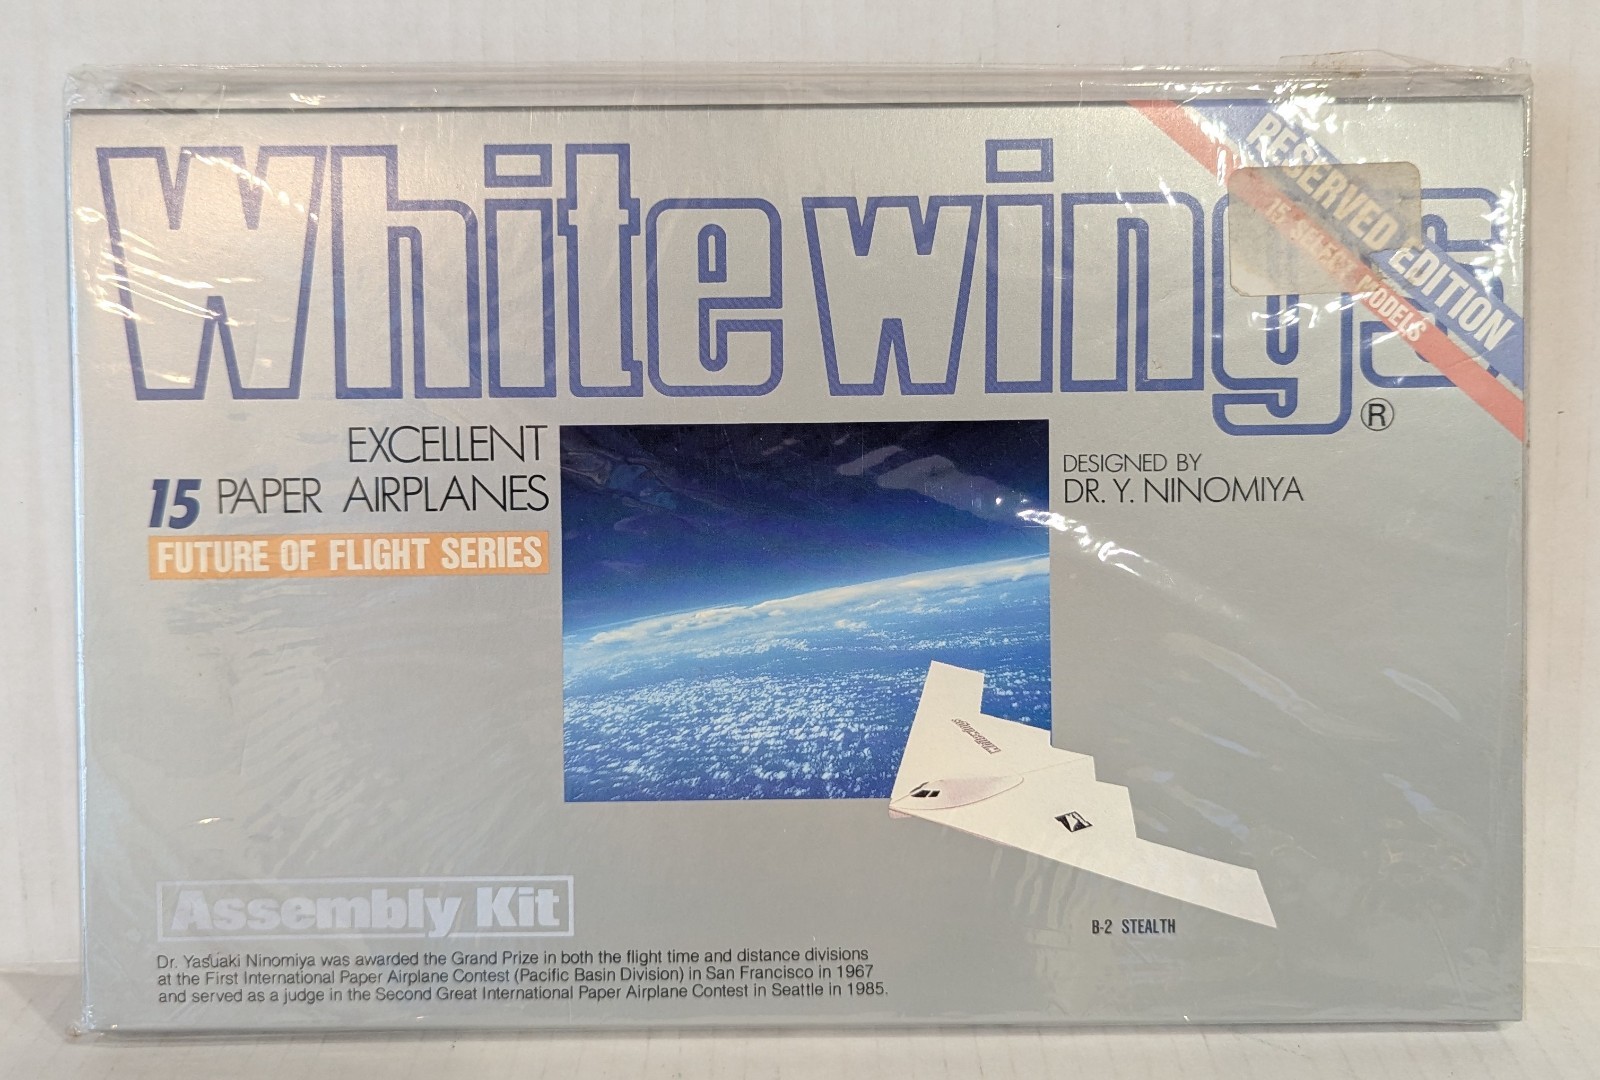 White wings
®
RESERVED EDITION
15 SELECT MODELS
EXCELLENT
15 PAPER AIRPLANES
FUTURE OF FLIGHT SERIES
DESIGNED BY
DR. Y. NINOMIYA
Whitewings
B-2 STEALTH
Assembly Kit
Dr. Yasuaki Ninomiya was awarded the Grand Prize in both the flight time and distance divisions
at the First International Paper Airplane Contest (Pacific Basin Division) in San Francisco in 1967
and served as a judge in the Second Great International Paper Airplane Contest in Seattle in 1985.